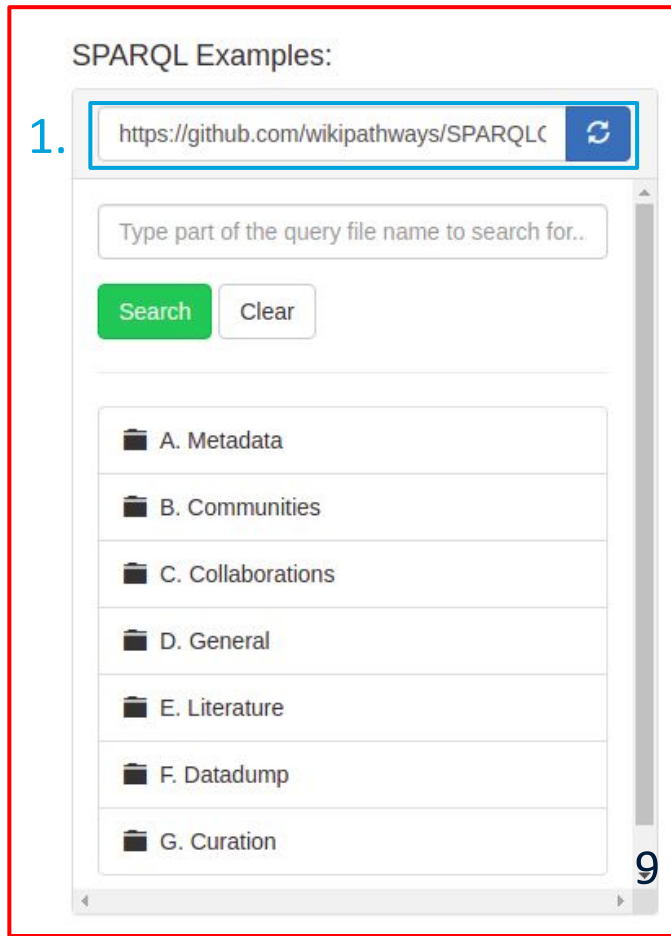 SPARQL Examples:
1.
https://github.com/wikipathways/SPARQLC
Type part of the query file name to search for..
Search Clear
A. Metadata
B. Communities
C. Collaborations
D. General
E. Literature
F. Datadump
G. Curation
9